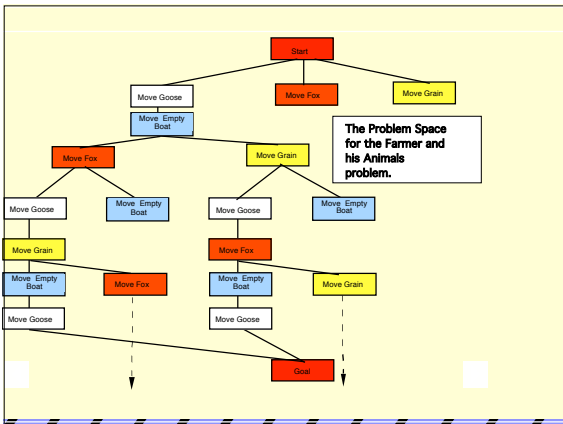 Start
Move Goose
Move Fox
Move Grain
Move Empty
Boat
The Problem Space
for the Farmer and
his Animals
problem.
Move Fox
Move Grain
Move Goose
Move Empty
Boat
Move Goose
Move Empty
Boat
Move Grain
Move Fox
Move Empty
Boat
Move Fox
Move Empty
Boat
Move Grain
Move Goose
Move Goose
Goal